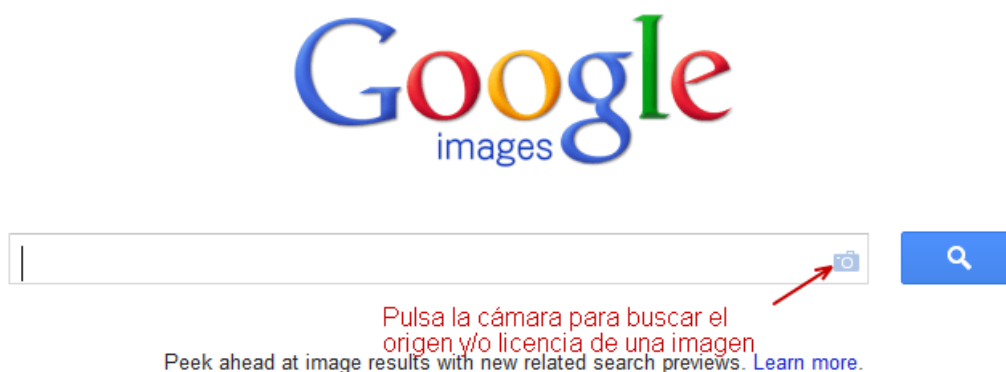 Google
images
Pulsa la cámara para buscar el
origen y/o licencia de una imagen
Peek ahead at image results with new related search previews. Learn more.